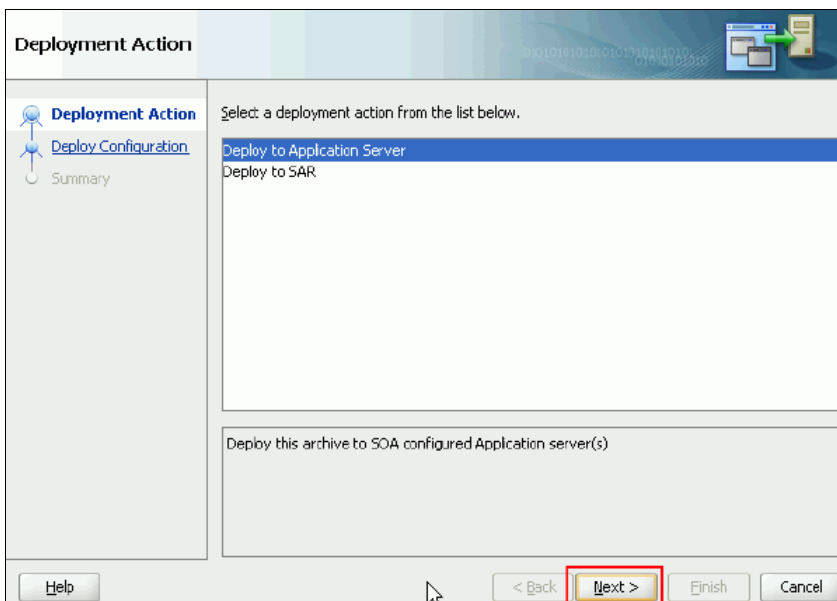 Deployment Action
Deployment Action
Deploy Configuration
Summary
Select a deployment action from the list below.
Deploy to Application Server
Deploy to SAR
Deploy this archive to SOA configured Application server(s)
Help
< Back
Next >
Finish
Cancel